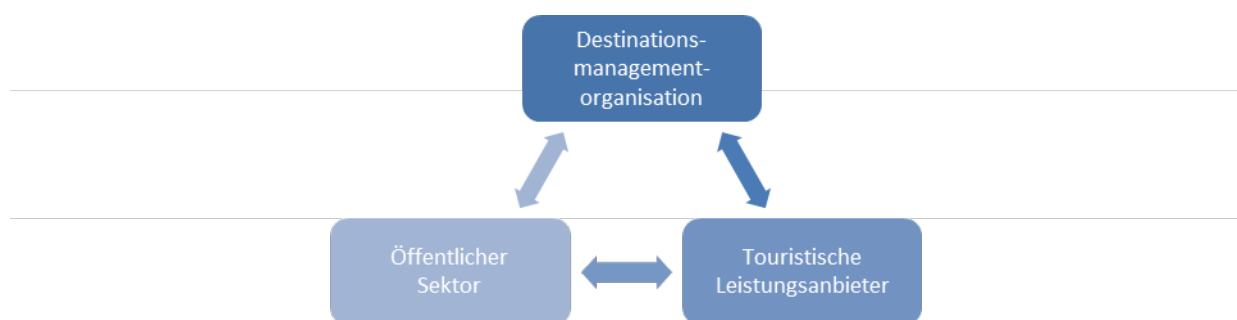 Destinations-
management-
organisation
Öffentlicher
Sektor
Touristische
Leistungsanbieter